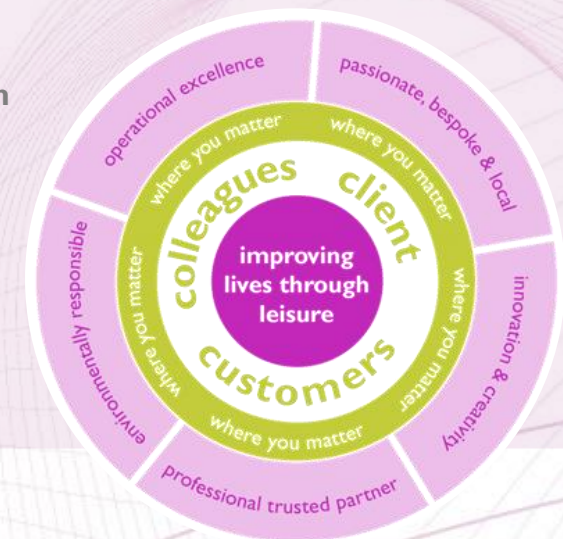 n
operational excellence
passionate, bespoke & local
innovation & creativity
professional trusted partner
environmentally responsible
where you matter
where you matter
where you matter
where you matter
where you matter
colleagues
client
customers
improving
lives through
leisure